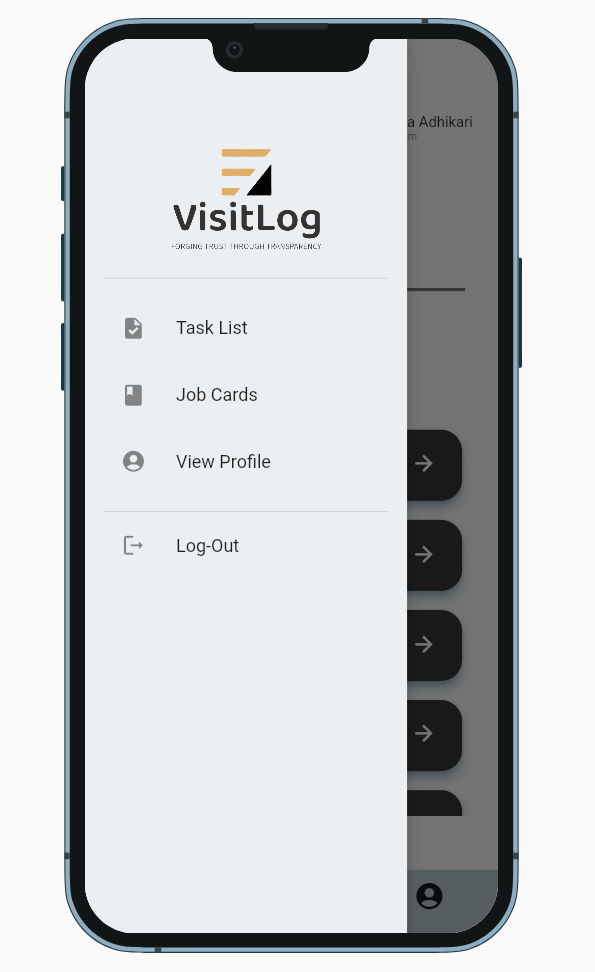 a Adhikari
m
VisitLog
FORGING TRUST THROUGH TRANSPARENCY
Task List
Job Cards
View Profile
Log-Out